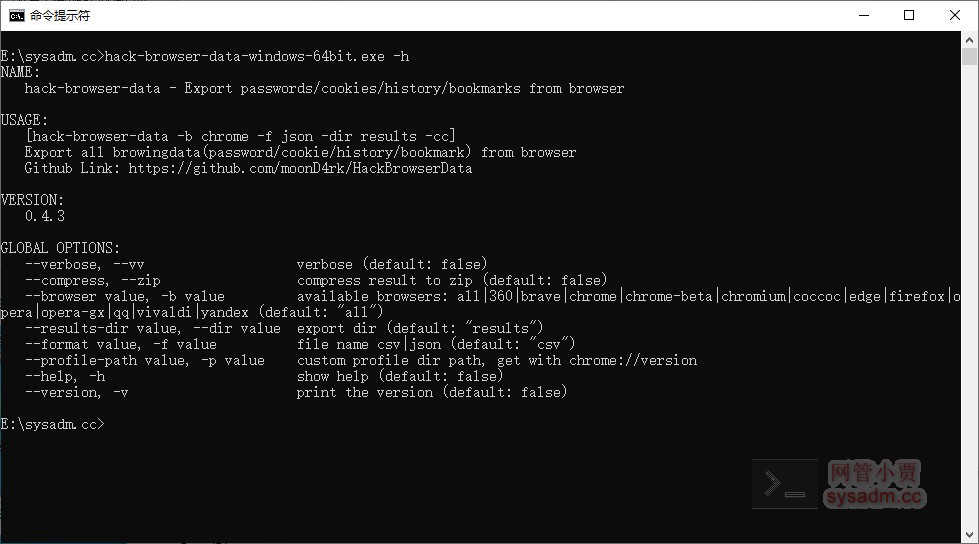 命令提示符
E:\sysadm.cc>hack-browser-data-windows-64bit.exe -h
NAME:
   hack-browser-data - Export passwords/cookies/history/bookmarks from browser
USAGE:
   [hack-browser-data -b chrome -f json -dir results -cc]
   Export all browingdata(password/cookie/history/bookmark) from browser
   Github Link: https://github.com/moonD4rk/HackBrowserData
VERSION:
   0.4.3
GLOBAL OPTIONS:
   --verbose, --vv                   verbose (default: false)
   --compress, --zip                 compress result to zip (default: false)
   --browser value, -b value         available browsers: all|360|brave|chrome|chrome-beta|chromium|coccoc|edge|firefox|o
pera|opera-gx|qq|vivaldi|yandex (default: "all")
   --results-dir value, --dir value  export dir (default: "results")
   --format value, -f value          file name csv|json (default: "csv")
   --profile-path value, -p value    custom profile dir path, get with chrome://version
   --help, -h                        show help (default: false)
   --version, -v                     print the version (default: false)
E:\sysadm.cc>
网管小贾
sysadm.cc